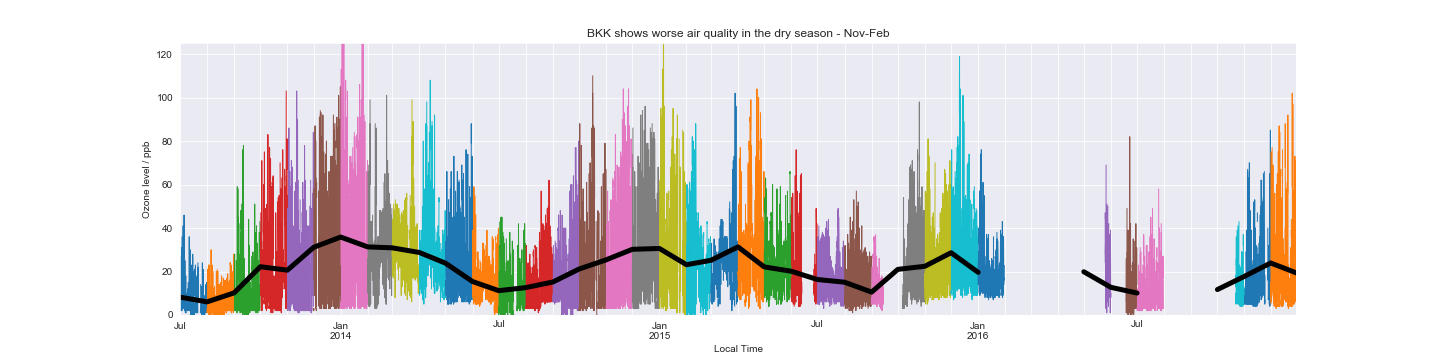 BKK shows worse air quality in the dry season - Nov-Feb
Ozone level / ppb
120
100
80
60
40
20
0
Jul
Jan
2014
Jul
Jan
2015
Jul
Jan
2016
Jul
Local Time